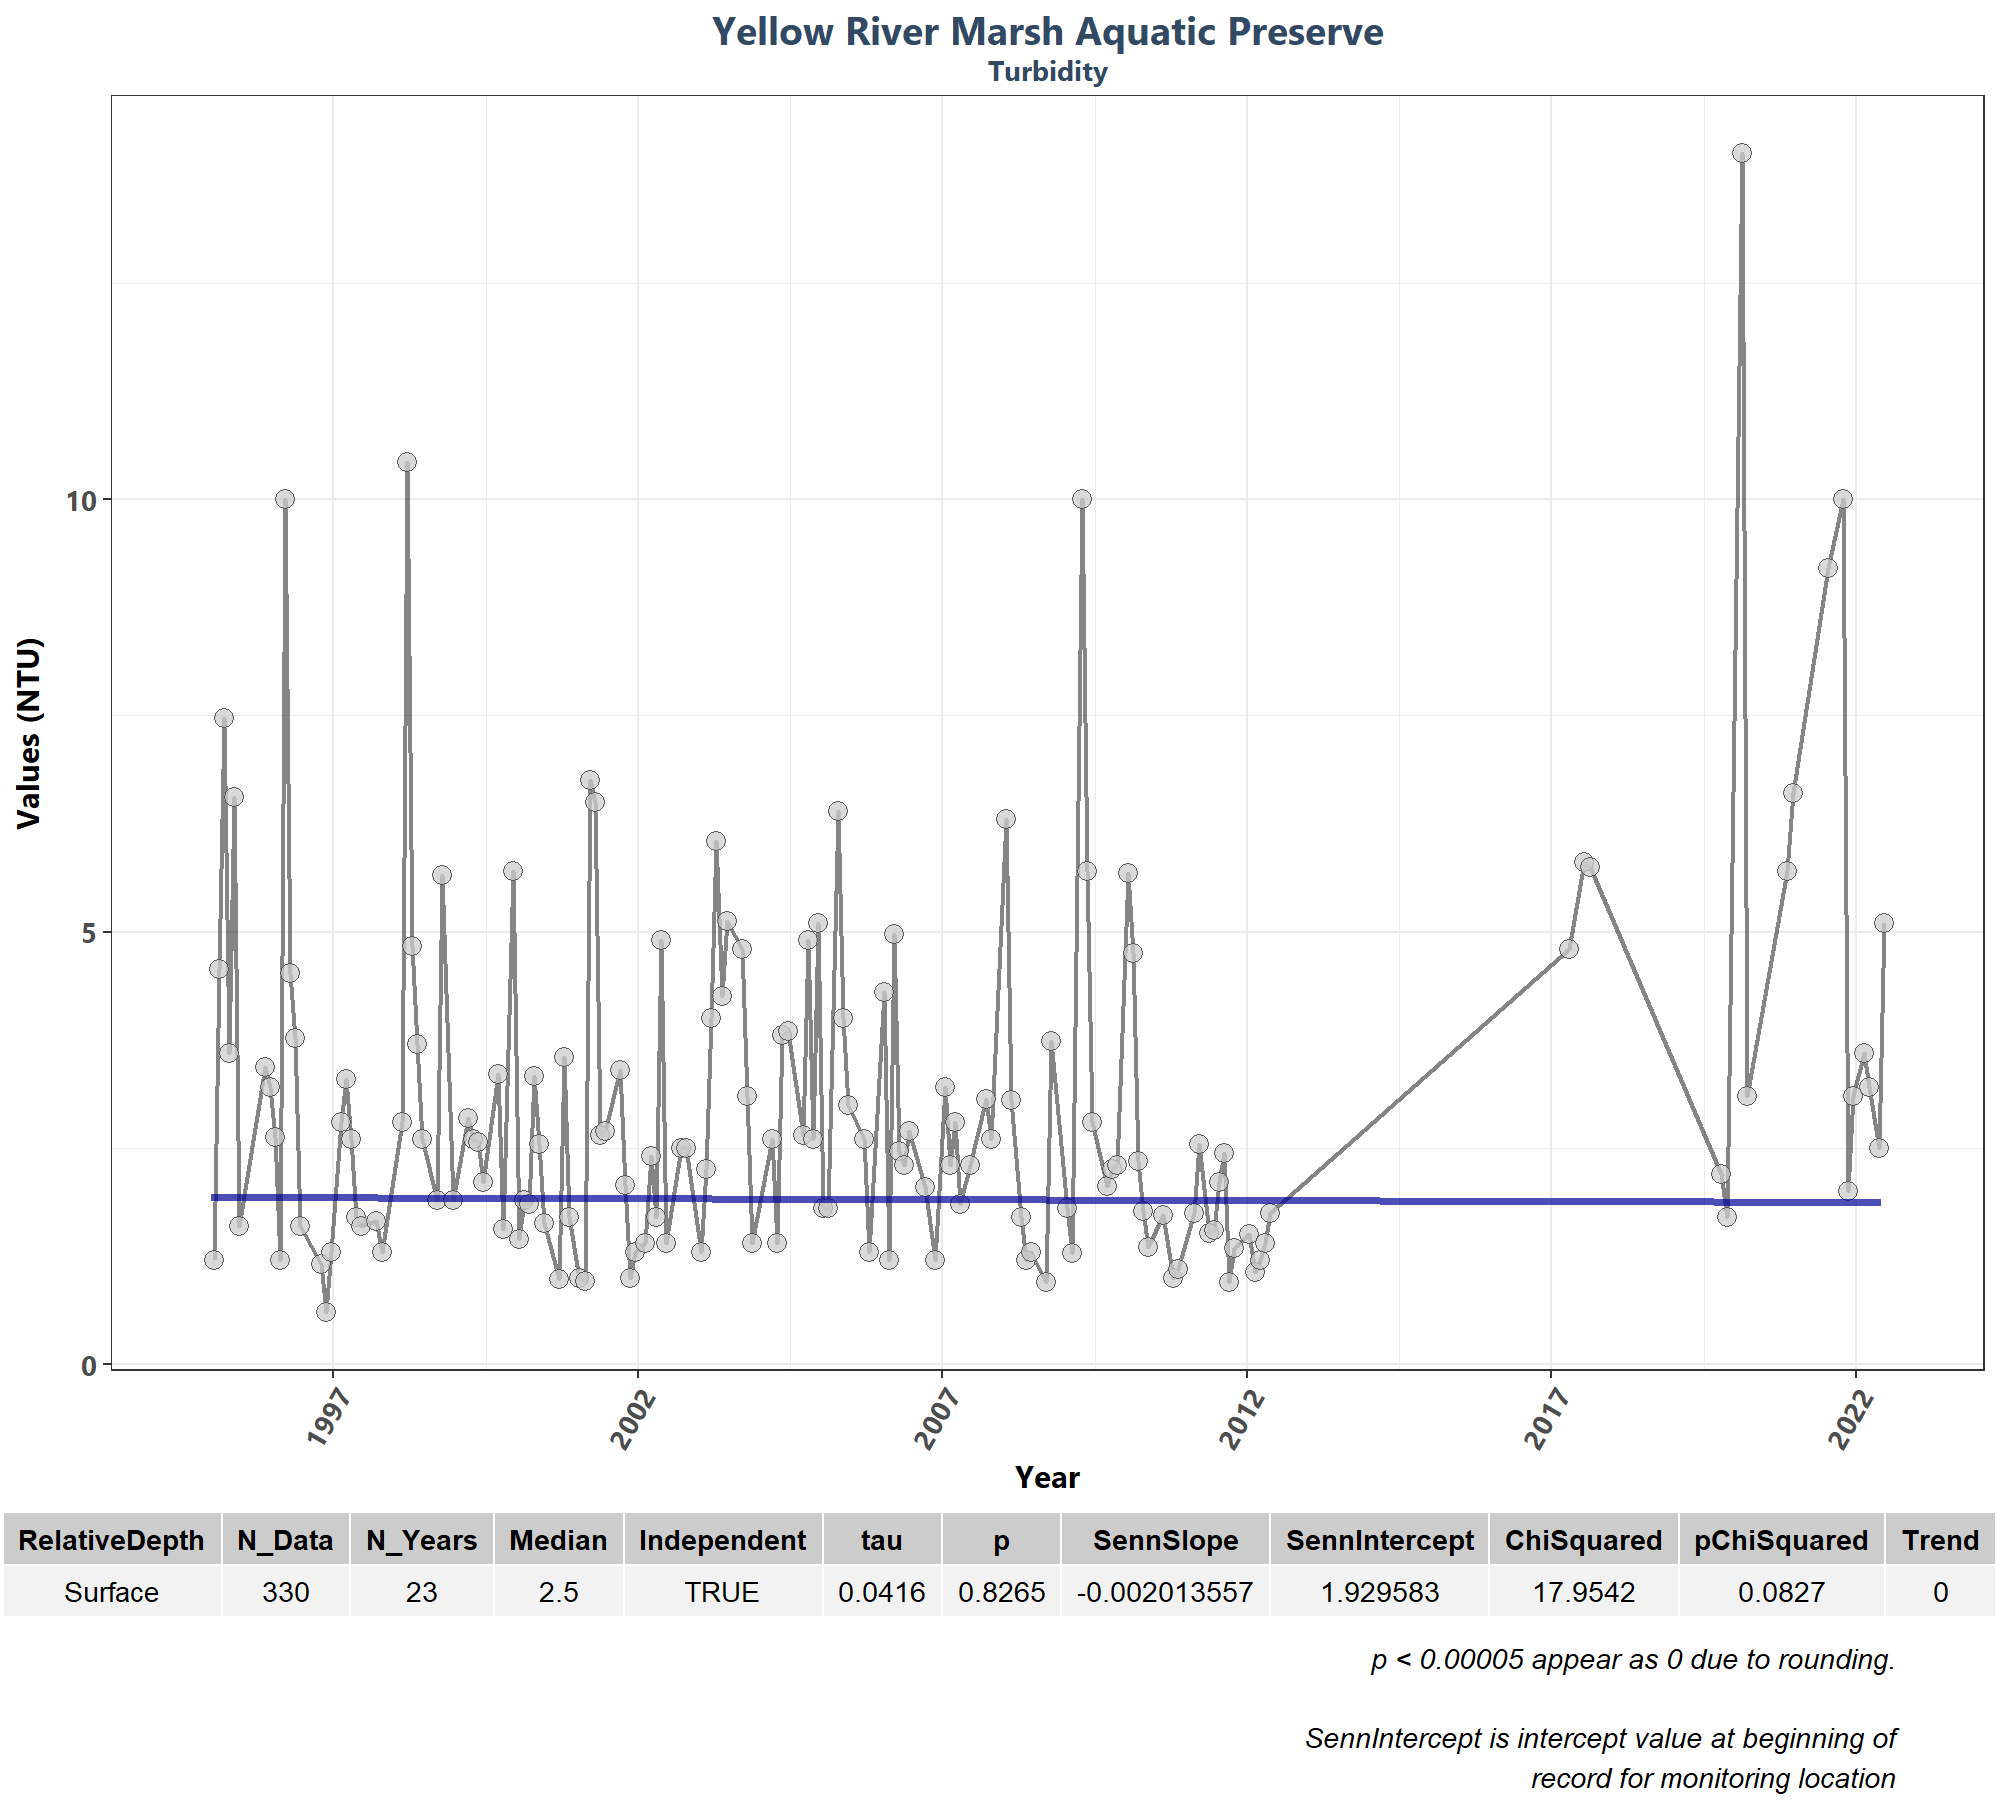 Yellow River Marsh Aquatic Preserve
Turbidity
Values (NTU)
10
5
0
1997 2002 2007 2012 2017 2022
Year
RelativeDepth N_Data N_Years Median Independent tau p SennSlope SennIntercept ChiSquared pChiSquared Trend
Surface 330 23 2.5 TRUE 0.0416 0.8265 -0.002013557 1.929583 17.9542 0.0827 0
p < 0.00005 appear as 0 due to rounding.
SennIntercept is intercept value at beginning of
record for monitoring location